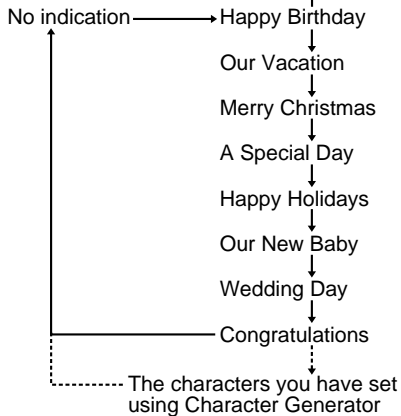 No indication
Happy Birthday
Our Vacation
Merry Christmas
A Special Day
Happy Holidays
Our New Baby
Wedding Day
Congratulations
The characters you have set
using Character Generator